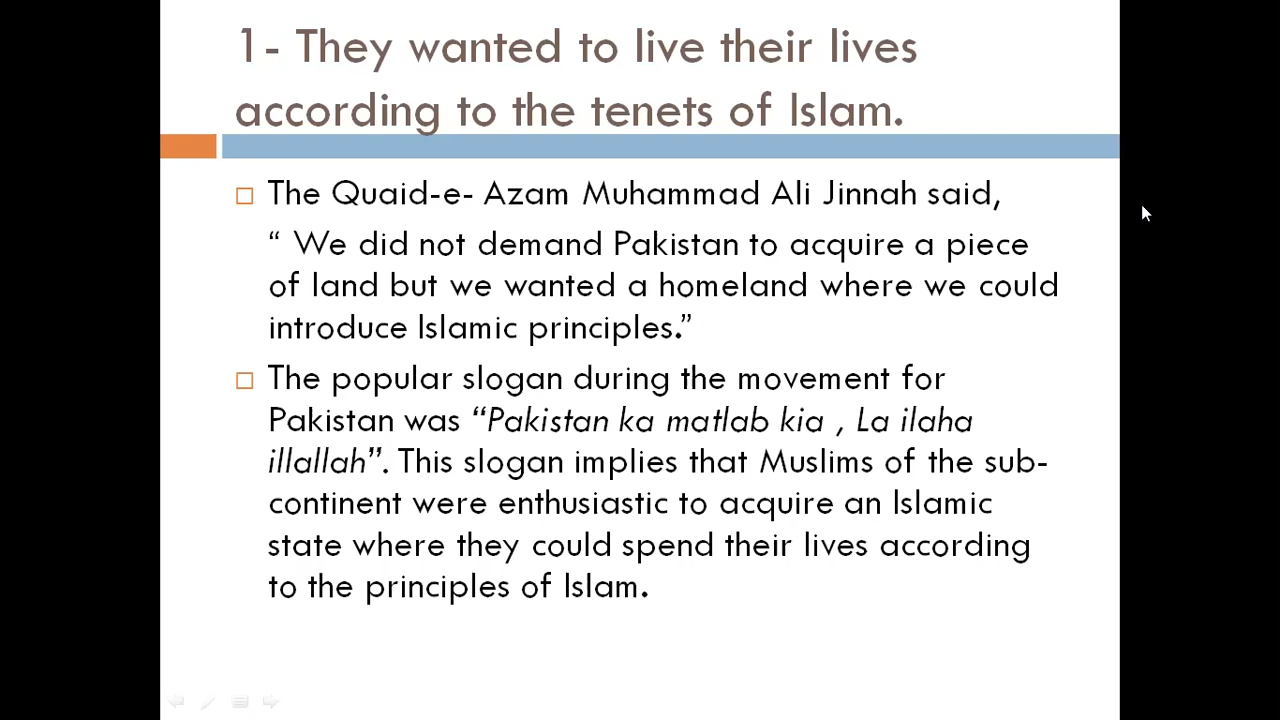 1- They wanted to live their lives
according to the tenets of Islam.
The Quaid-e- Azam Muhammad Ali Jinnah said,
“ We did not demand Pakistan to acquire a piece
of land but we wanted a homeland where we could
introduce Islamic principles.”
The popular slogan during the movement for
Pakistan was “Pakistan ka matlab kia , La ilaha
illallah”. This slogan implies that Muslims of the sub-
continent were enthusiastic to acquire an Islamic
state where they could spend their lives according
to the principles of Islam.